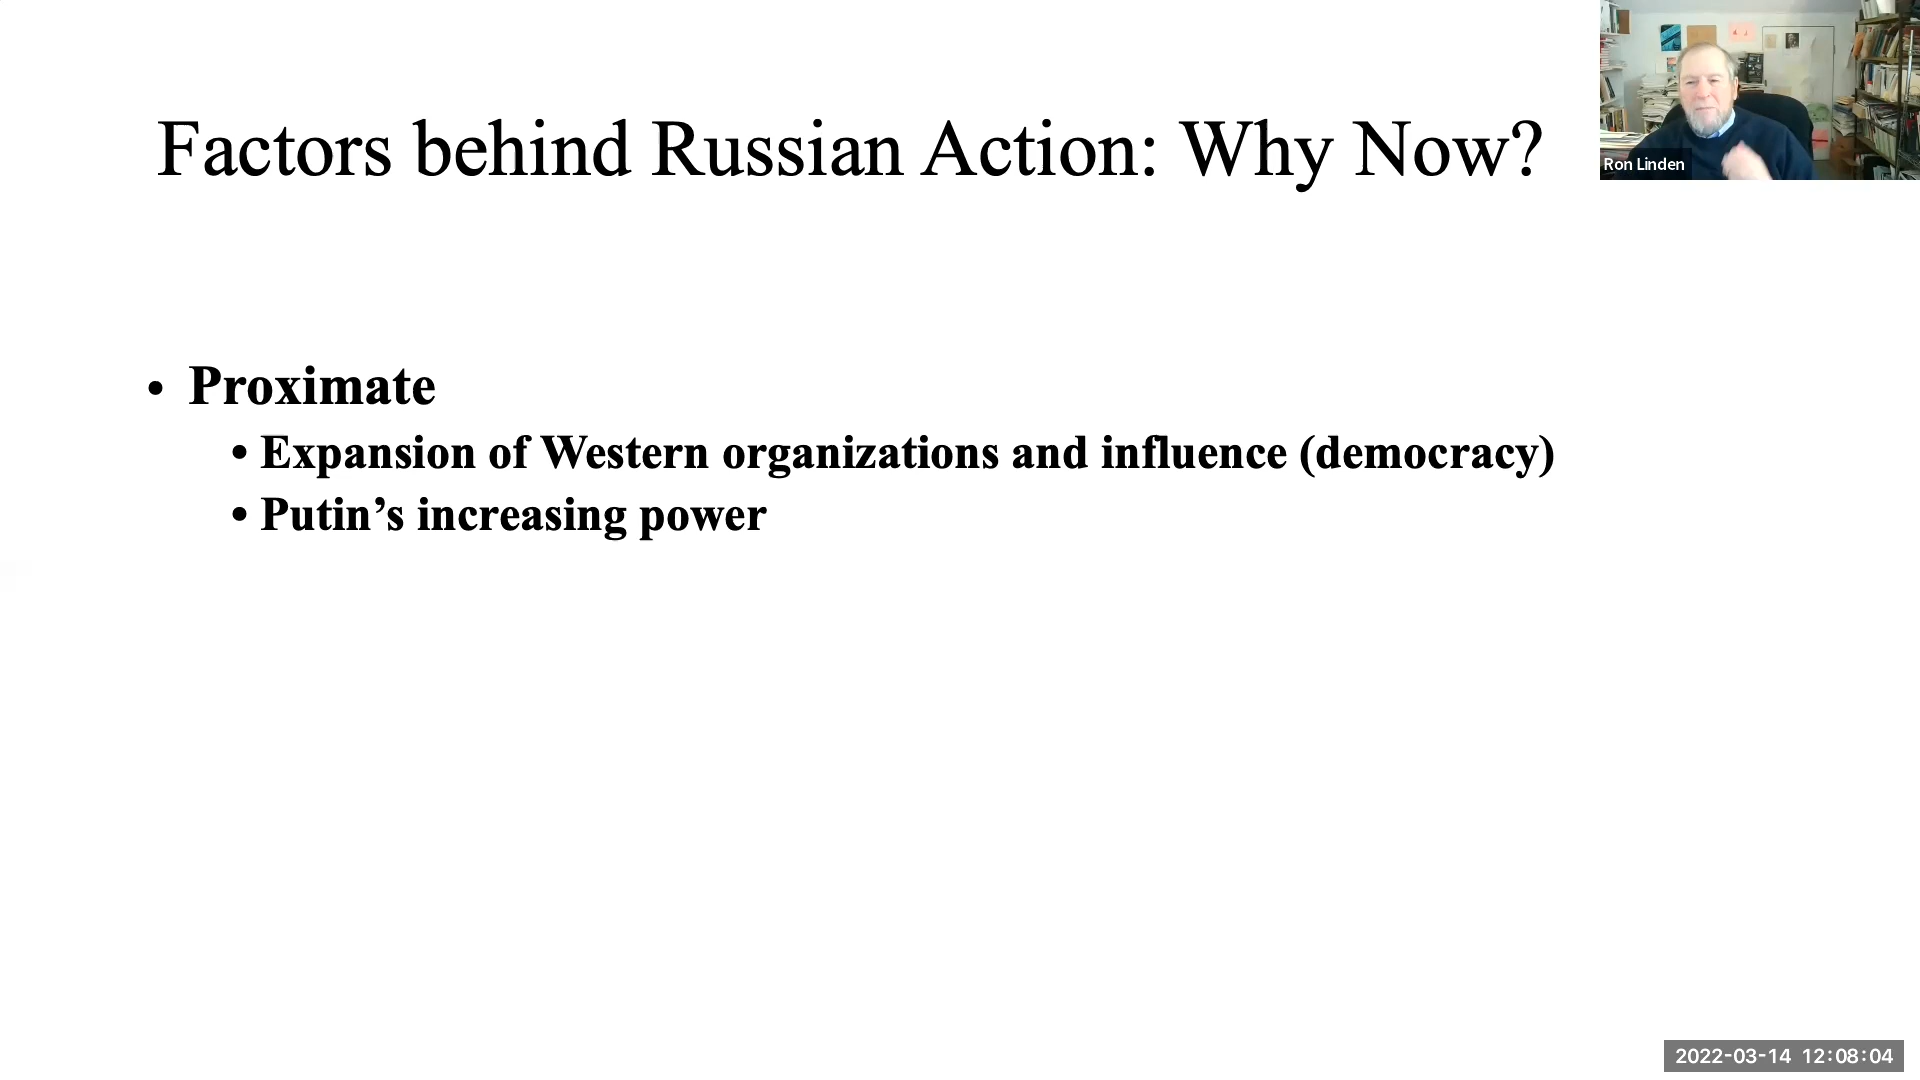 Factors behind Russian Action: Why Now?
Ron Linden
• Proximate
• Expansion of Western organizations and influence (democracy)
• Putin’s increasing power
2022-03-14 12:08:04